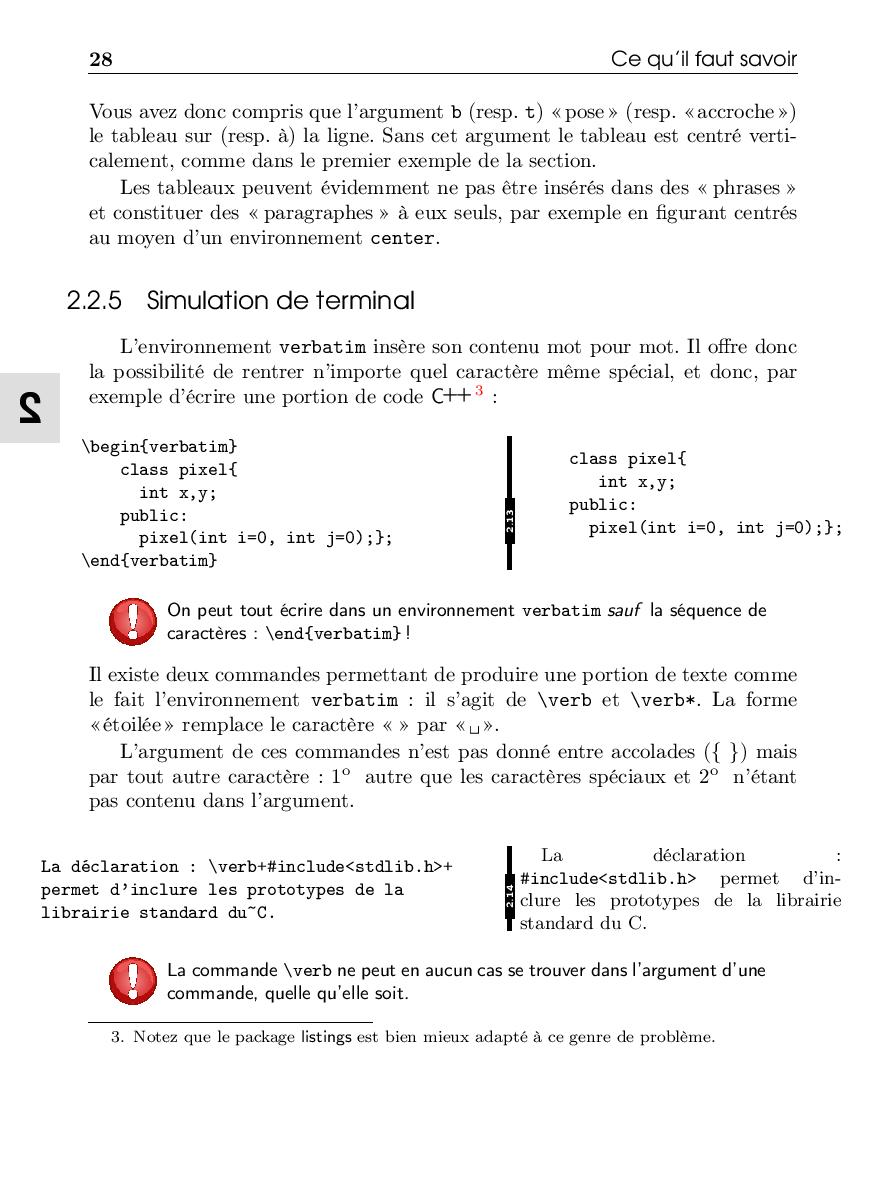 28 Ce qu'il faut savoir
Vous avez donc compris que l'argument b (resp. t) « pose » (resp. « accroche »)
le tableau sur (resp. à) la ligne. Sans cet argument le tableau est centré verti-
calement, comme dans le premier exemple de la section.
Les tableaux peuvent évidemment ne pas être insérés dans des « phrases »
et constituer des « paragraphes » à eux seuls, par exemple en figurant centrés
au moyen d'un environnement center.
2.2.5 Simulation de terminal
L'environnement verbatim insère son contenu mot pour mot. Il offre donc
la possibilité de rentrer n'importe quel caractère même spécial, et donc, par
exemple d'écrire une portion de code C++ 3 :
2
\begin{verbatim}
    class pixel{
      int x,y;
    public:
      pixel(int i=0, int j=0);};
\end{verbatim}
2.13
class pixel{
   int x,y;
public:
  pixel(int i=0, int j=0);};
On peut tout écrire dans un environnement verbatim sauf la séquence de
caractères : \end{verbatim} !
Il existe deux commandes permettant de produire une portion de texte comme
le fait l'environnement verbatim : il s'agit de \verb et \verb*. La forme
« étoilée » remplace le caractère « » par « ␣ ».
L'argument de ces commandes n'est pas donné entre accolades ({ }) mais
par tout autre caractère : 1º autre que les caractères spéciaux et 2º n'étant
pas contenu dans l'argument.
La déclaration : \verb+#include<stdlib.h>+
permet d'inclure les prototypes de la
librairie standard du~C.
2.14
La déclaration :
#include<stdlib.h> permet d'in-
clure les prototypes de la librairie
standard du C.
La commande \verb ne peut en aucun cas se trouver dans l'argument d'une
commande, quelle qu'elle soit.
3. Notez que le package listings est bien mieux adapté à ce genre de problème.